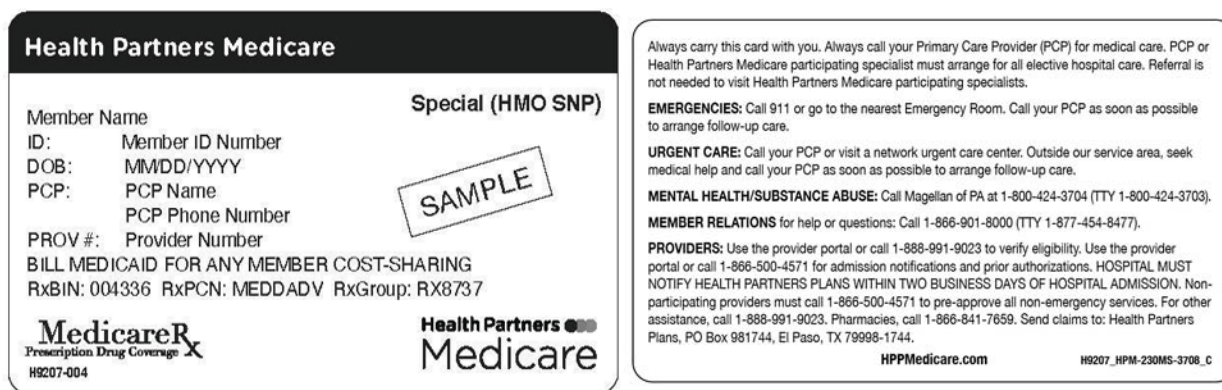 Health Partners Medicare
Special (HMO SNP)
Member Name
ID: Member ID Number
DOB: MM/DD/YYYY
PCP: PCP Name
PCP Phone Number
PROV #: Provider Number
SAMPLE
BILL MEDICAID FOR ANY MEMBER COST-SHARING
RxBIN: 004336 RxPCN: MEDDADV RxGroup: RX8737
MedicareRx
Prescription Drug Coverage
H9207-004
Health Partners
Medicare
Always carry this card with you. Always call your Primary Care Provider (PCP) for medical care. PCP or
Health Partners Medicare participating specialist must arrange for all elective hospital care. Referral is
not needed to visit Health Partners Medicare participating specialists.
EMERGENCIES: Call 911 or go to the nearest Emergency Room. Call your PCP as soon as possible
to arrange follow-up care.
URGENT CARE: Call your PCP or visit a network urgent care center. Outside our service area, seek
medical help and call your PCP as soon as possible to arrange follow-up care.
MENTAL HEALTH/SUBSTANCE ABUSE: Call Magellan of PA at 1-800-424-3704 (TTY 1-800-424-3703).
MEMBER RELATIONS for help or questions: Call 1-866-901-8000 (TTY 1-877-454-8477).
PROVIDERS: Use the provider portal or call 1-888-991-9023 to verify eligibility. Use the provider
portal or call 1-866-500-4571 for admission notifications and prior authorizations. HOSPITAL MUST
NOTIFY HEALTH PARTNERS PLANS WITHIN TWO BUSINESS DAYS OF HOSPITAL ADMISSION. Non-
participating providers must call 1-866-500-4571 to pre-approve all non-emergency services. For other
assistance, call 1-888-991-9023. Pharmacies, call 1-866-841-7659. Send claims to: Health Partners
Plans, PO Box 981744, El Paso, TX 79998-1744.
HPPMedicare.com
H9207_HPM-230MS-3708_C